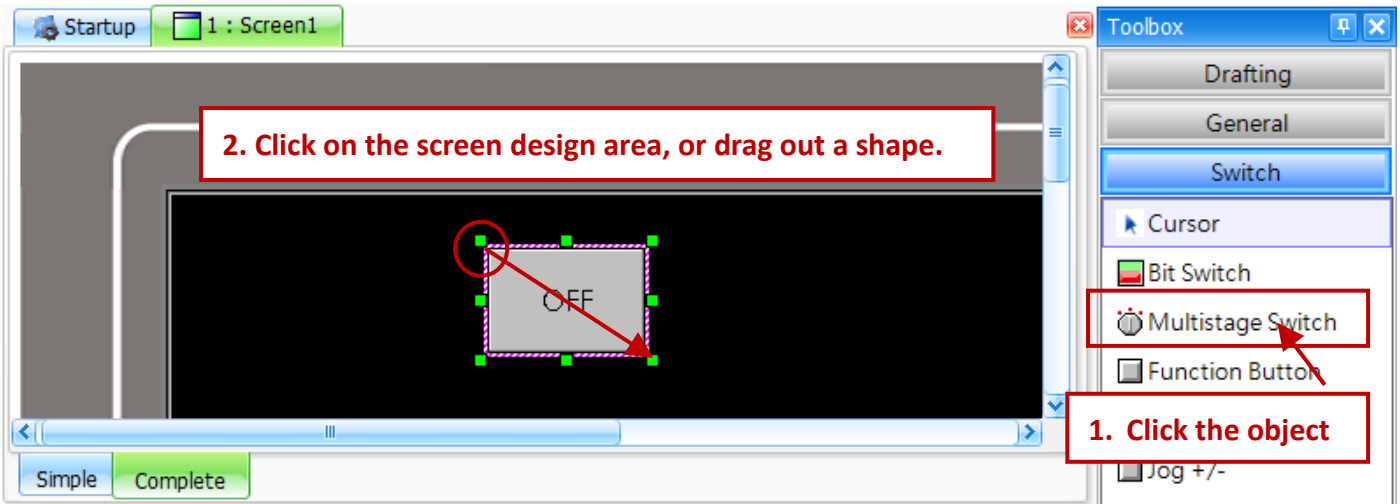 Startup
1 : Screen1
Toolbox
Drafting
General
Switch
2. Click on the screen design area, or drag out a shape.
Cursor
Bit Switch
OFF
Multistage Switch
Function Button
1. Click the object
Jog +/-
Simple
Complete